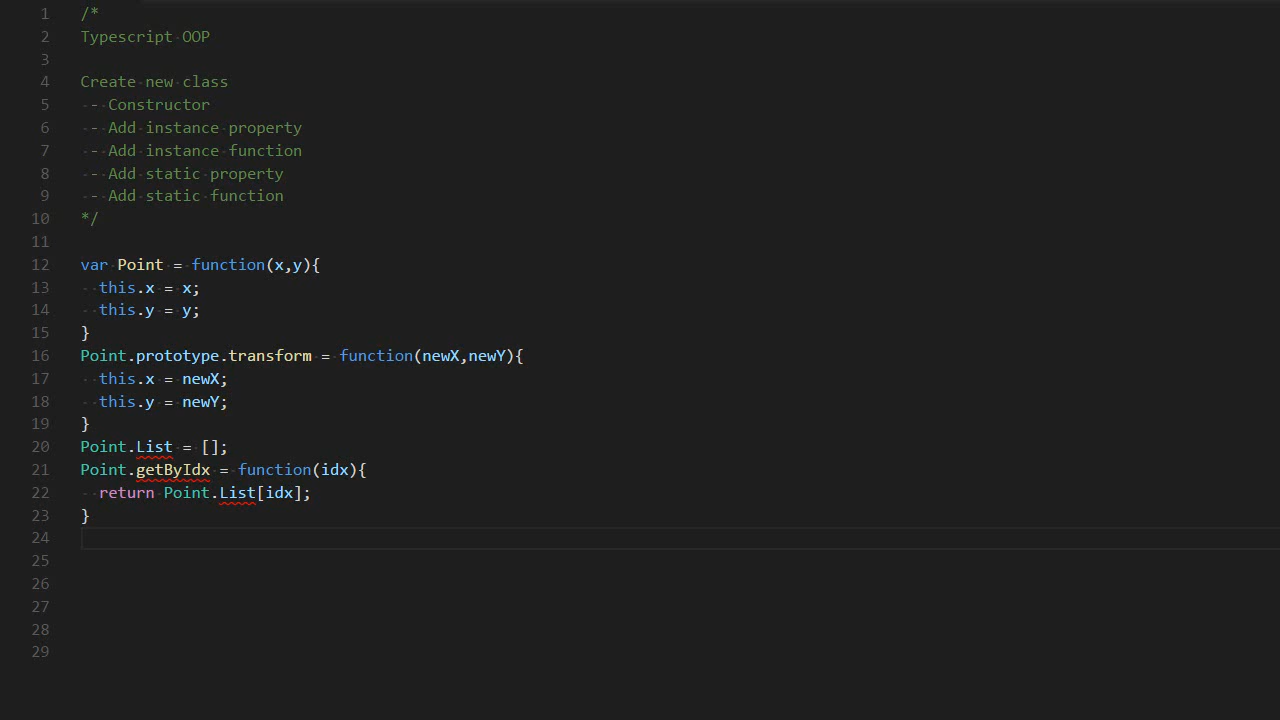 1 /*
2 Typescript OOP
3
4 Create new class
5 - Constructor
6 - Add instance property
7 - Add instance function
8 - Add static property
9 - Add static function
10 */
11
12 var Point = function(x,y){
13 this.x = x;
14 this.y = y;
15 }
16 Point.prototype.transform = function(newX,newY){
17 this.x = newX;
18 this.y = newY;
19 }
20 Point.List = [];
21 Point.getByIdx = function(idx){
22 return Point.List[idx];
23 }
24
25
26
27
28
29